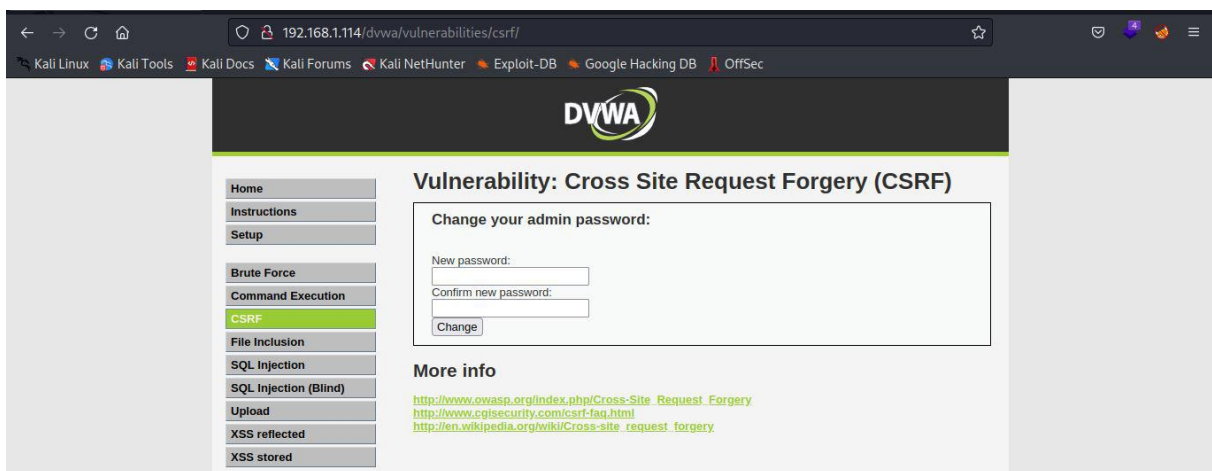 192.168.1.114/dvwa/vulnerabilities/csrf/
4
Kali Linux Kali Tools Kali Docs Kali Forums Kali NetHunter Exploit-DB Google Hacking DB OffSec
DVWA
Home
Instructions
Setup
Brute Force
Command Execution
CSRF
File Inclusion
SQL Injection
SQL Injection (Blind)
Upload
XSS reflected
XSS stored
Vulnerability: Cross Site Request Forgery (CSRF)
Change your admin password:
New password:
Confirm new password:
Change
More info
http://www.owasp.org/index.php/Cross-Site_Request_Forgery
http://www.cgisecurity.com/csrf-faq.html
http://en.wikipedia.org/wiki/Cross-site_request_forgery